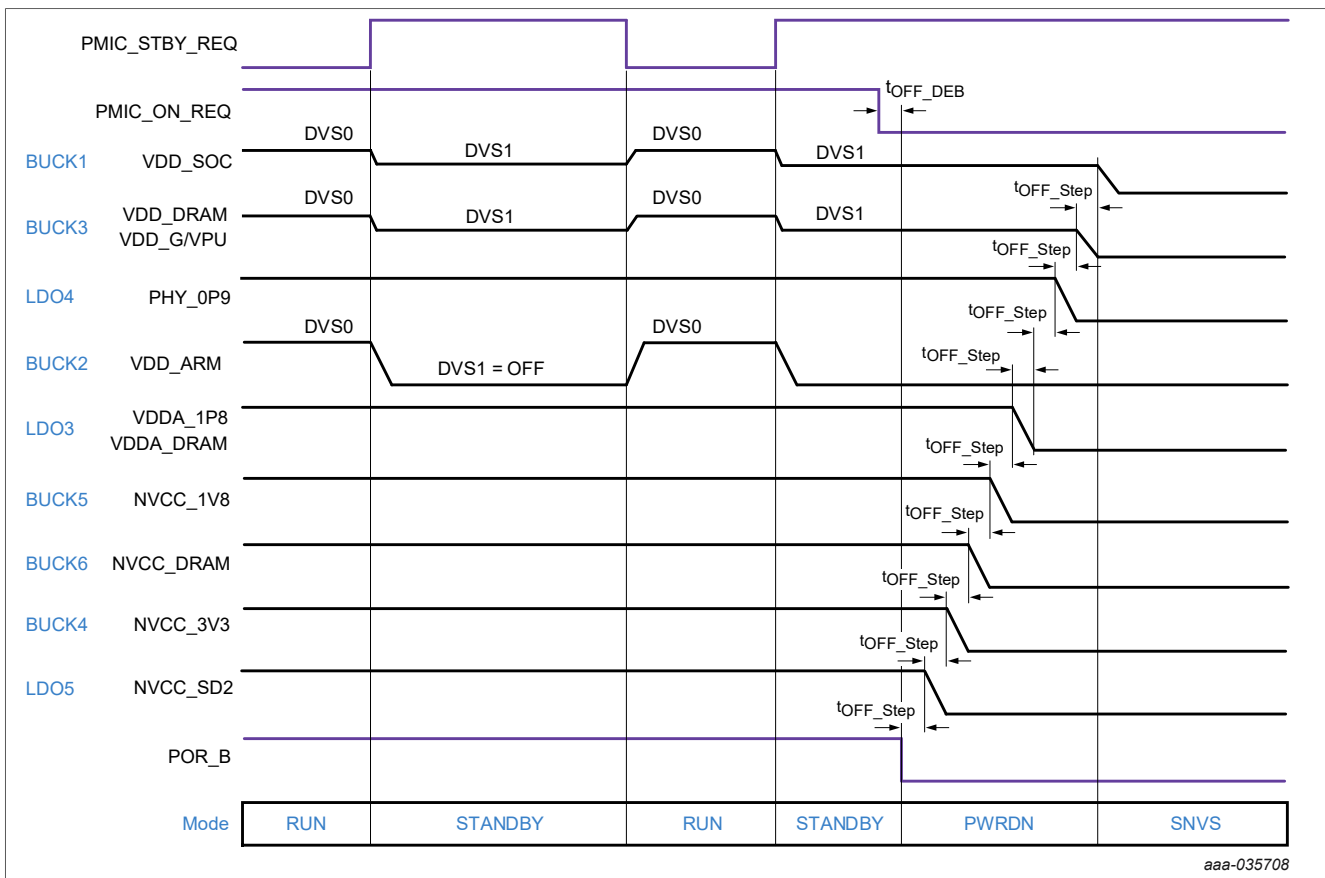 PMIC_STBY_REQ
tOFF_DEB
PMIC_ON_REQ
DVS0 DVS0
BUCK1 VDD_SOC DVS1 DVS1
tOFF_Step
DVS0 DVS0
BUCK3 VDD_DRAM DVS1 DVS1
VDD_G/VPU
tOFF_Step
LDO4 PHY_0P9
tOFF_Step
DVS0 DVS0
tOFF_Step
BUCK2 VDD_ARM DVS1 = OFF
LDO3 VDDA_1P8
VDDA_DRAM
tOFF_Step
BUCK5 NVCC_1V8
tOFF_Step
BUCK6 NVCC_DRAM
tOFF_Step
BUCK4 NVCC_3V3
tOFF_Step
LDO5 NVCC_SD2
tOFF_Step
POR_B
Mode RUN STANDBY RUN STANDBY PWRDN SNVS
aaa-035708